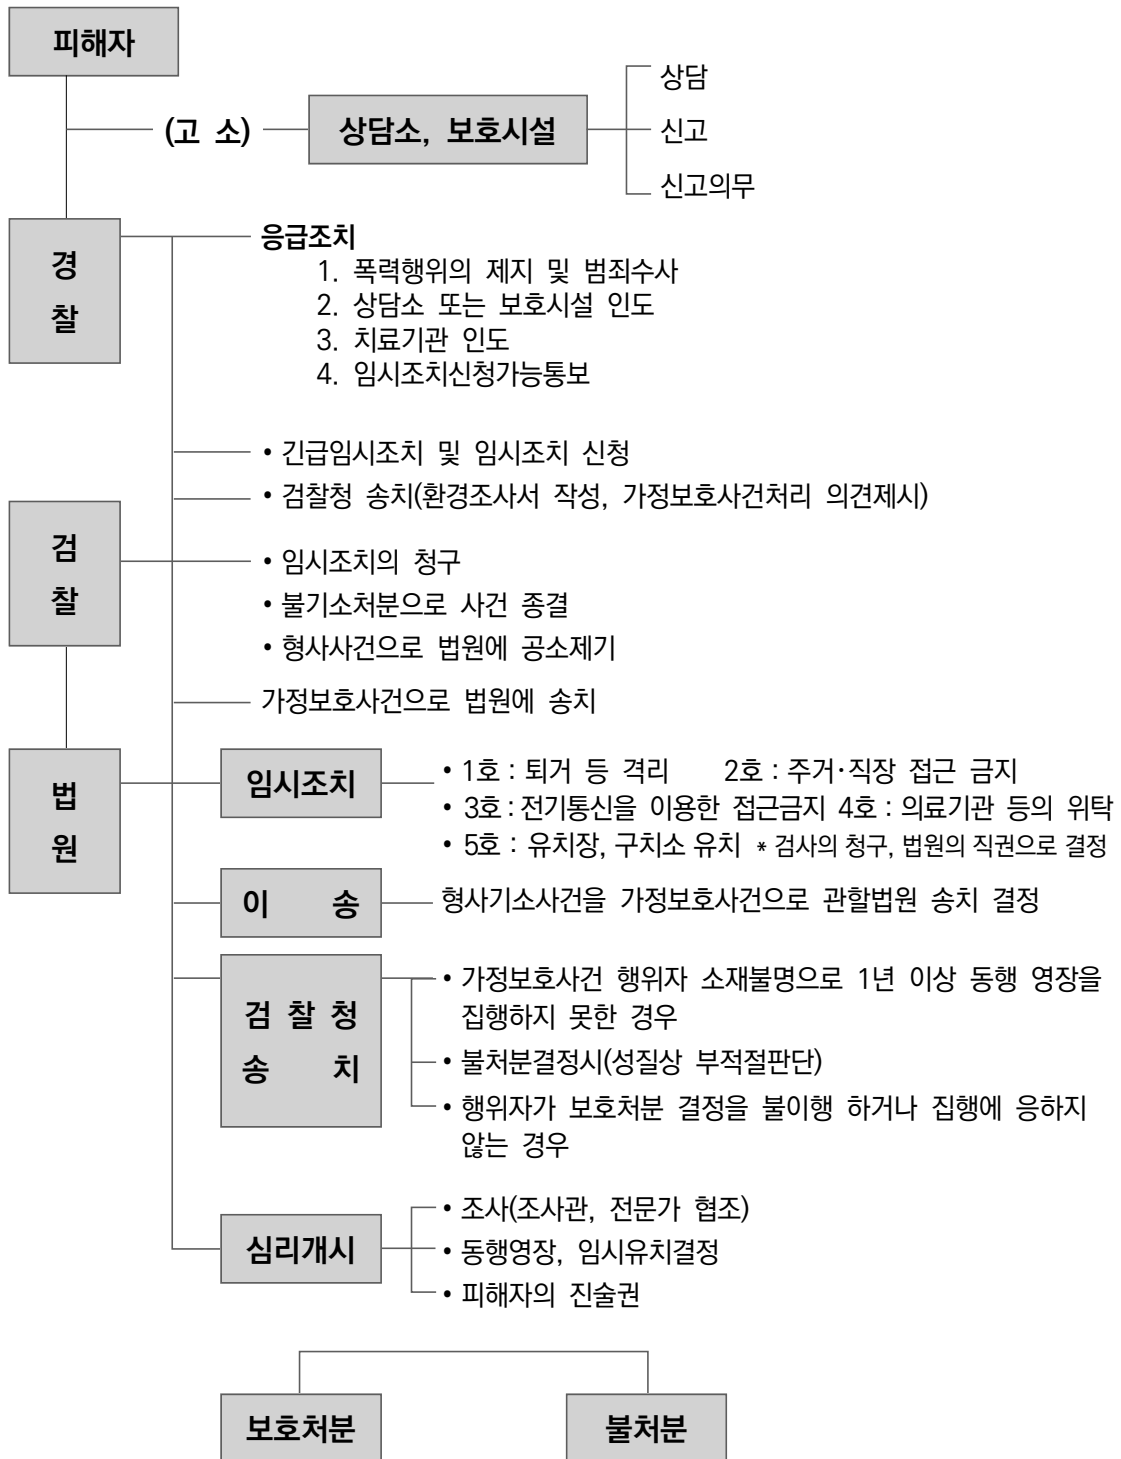 피해자
(고 소)
상담소, 보호시설
상담
신고
신고의무
경
찰
응급조치
1. 폭력행위의 제지 및 범죄수사
2. 상담소 또는 보호시설 인도
3. 치료기관 인도
4. 임시조치신청가능통보
• 긴급임시조치 및 임시조치 신청
• 검찰청 송치(환경조사서 작성, 가정보호사건처리 의견제시)
검
찰
• 임시조치의 청구
• 불기소처분으로 사건 종결
• 형사사건으로 법원에 공소제기
가정보호사건으로 법원에 송치
법
원
임시조치
• 1호 : 퇴거 등 격리 2호 : 주거·직장 접근 금지
• 3호 : 전기통신을 이용한 접근금지 4호 : 의료기관 등의 위탁
• 5호 : 유치장, 구치소 유치 * 검사의 청구, 법원의 직권으로 결정
이 송
형사기소사건을 가정보호사건으로 관할법원 송치 결정
검 찰 청
송 치
• 가정보호사건 행위자 소재불명으로 1년 이상 동행 영장을
집행하지 못한 경우
• 불처분결정시(성질상 부적절판단)
• 행위자가 보호처분 결정을 불이행 하거나 집행에 응하지
않는 경우
심리개시
• 조사(조사관, 전문가 협조)
• 동행영장, 임시유치결정
• 피해자의 진술권
보호처분
불처분